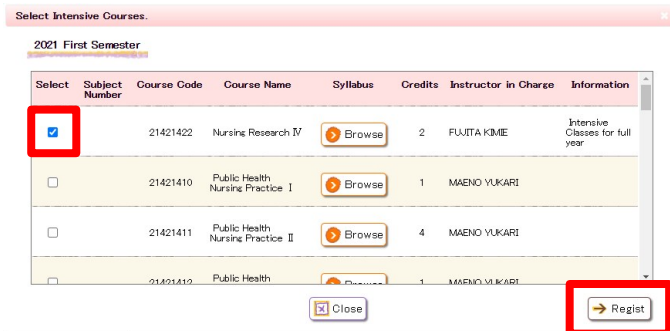 Select Intensive Courses.
2021 First Semester
Select Subject Number Course Code Course Name Syllabus Credits Instructor in Charge Information
21421422 Nursing Research Ⅳ Browse 2 FUJITA KIMIE Intensive Classes for full year
21421410 Public Health Nursing Practice Ⅰ Browse 1 MAENO YUKARI
21421411 Public Health Nursing Practice Ⅱ Browse 4 MAENO YUKARI
21421412 Public Health Browse 1 MAENO YUKARI
Close Regist